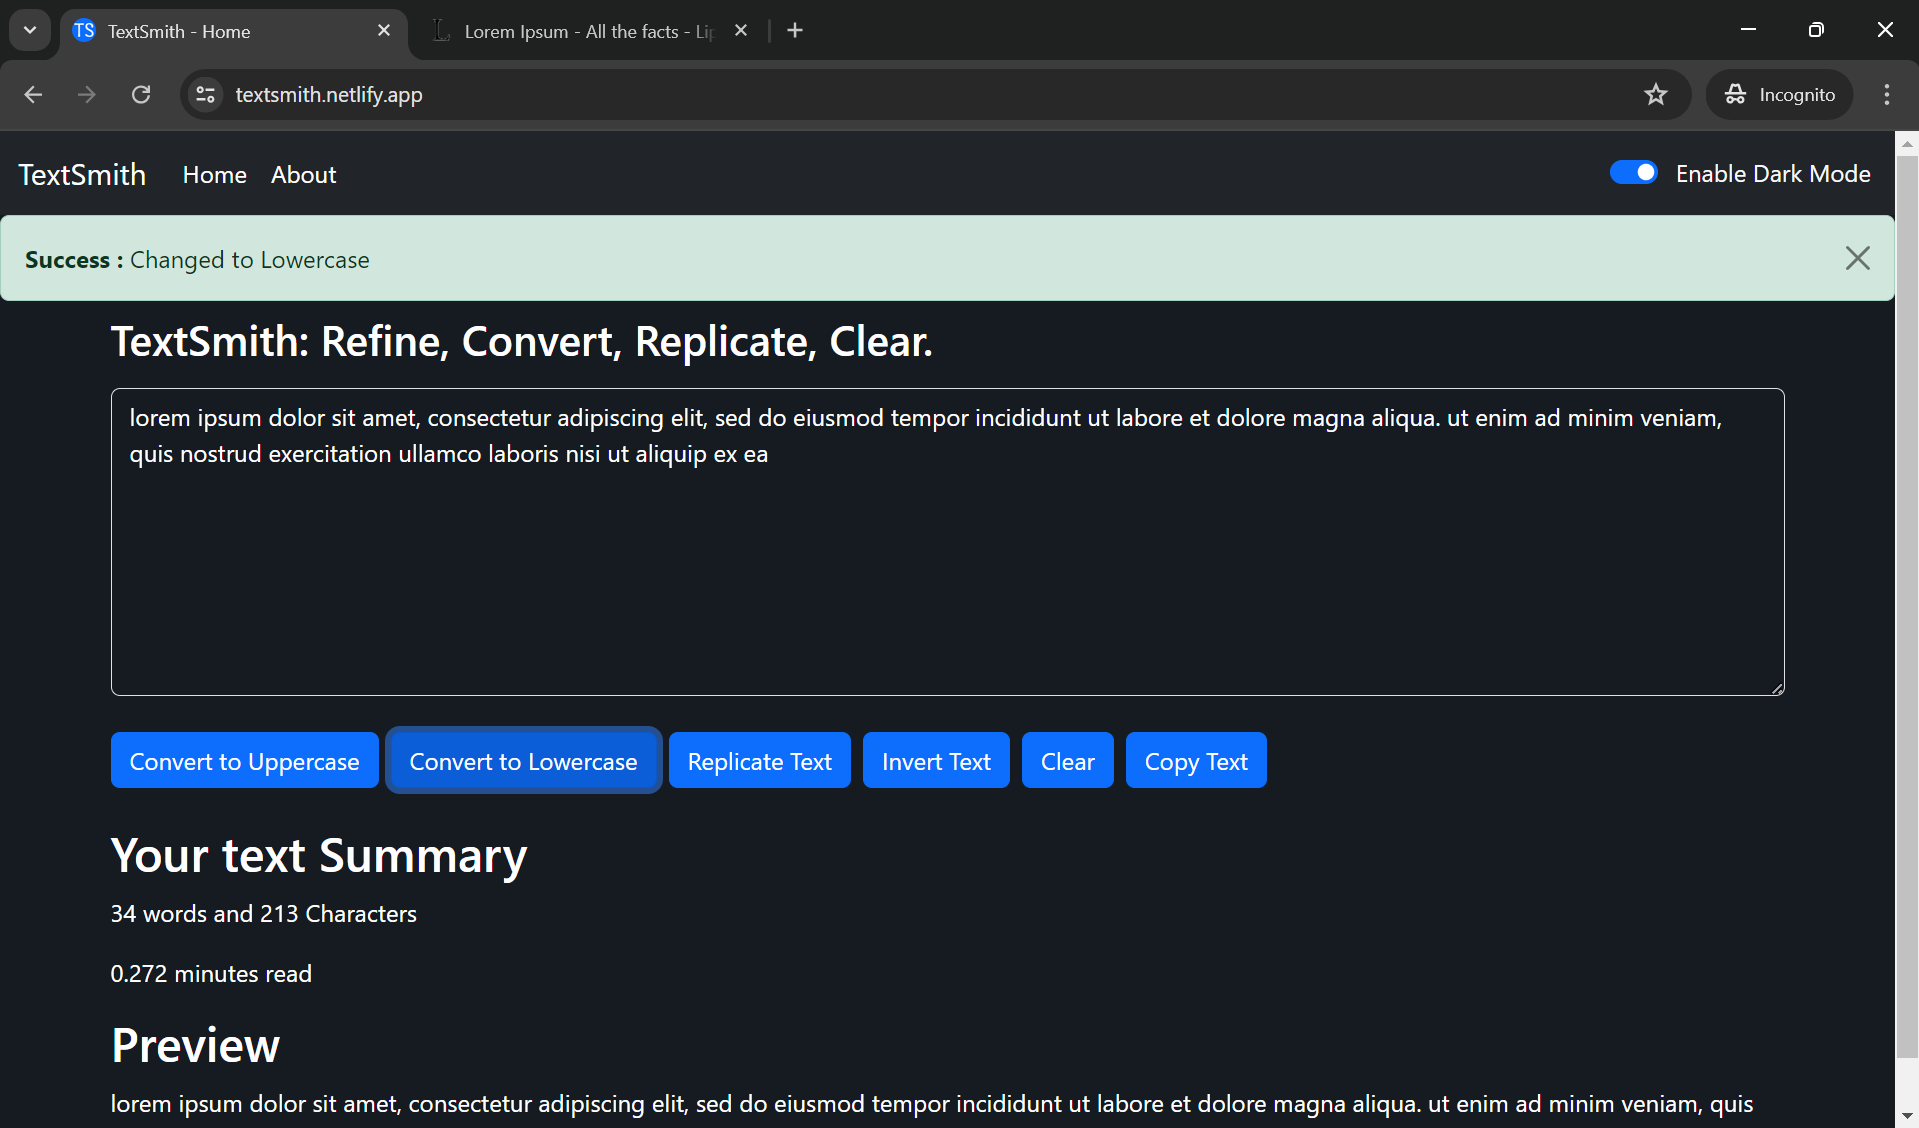 TS TextSmith - Home
Lorem Ipsum - All the facts - Li
textsmith.netlify.app
Incognito
TextSmith Home About
Enable Dark Mode
Success : Changed to Lowercase
TextSmith: Refine, Convert, Replicate, Clear.
lorem ipsum dolor sit amet, consectetur adipiscing elit, sed do eiusmod tempor incididunt ut labore et dolore magna aliqua. ut enim ad minim veniam,
quis nostrud exercitation ullamco laboris nisi ut aliquip ex ea
Convert to Uppercase Convert to Lowercase Replicate Text Invert Text Clear Copy Text
Your text Summary
34 words and 213 Characters
0.272 minutes read
Preview
lorem ipsum dolor sit amet, consectetur adipiscing elit, sed do eiusmod tempor incididunt ut labore et dolore magna aliqua. ut enim ad minim veniam, quis